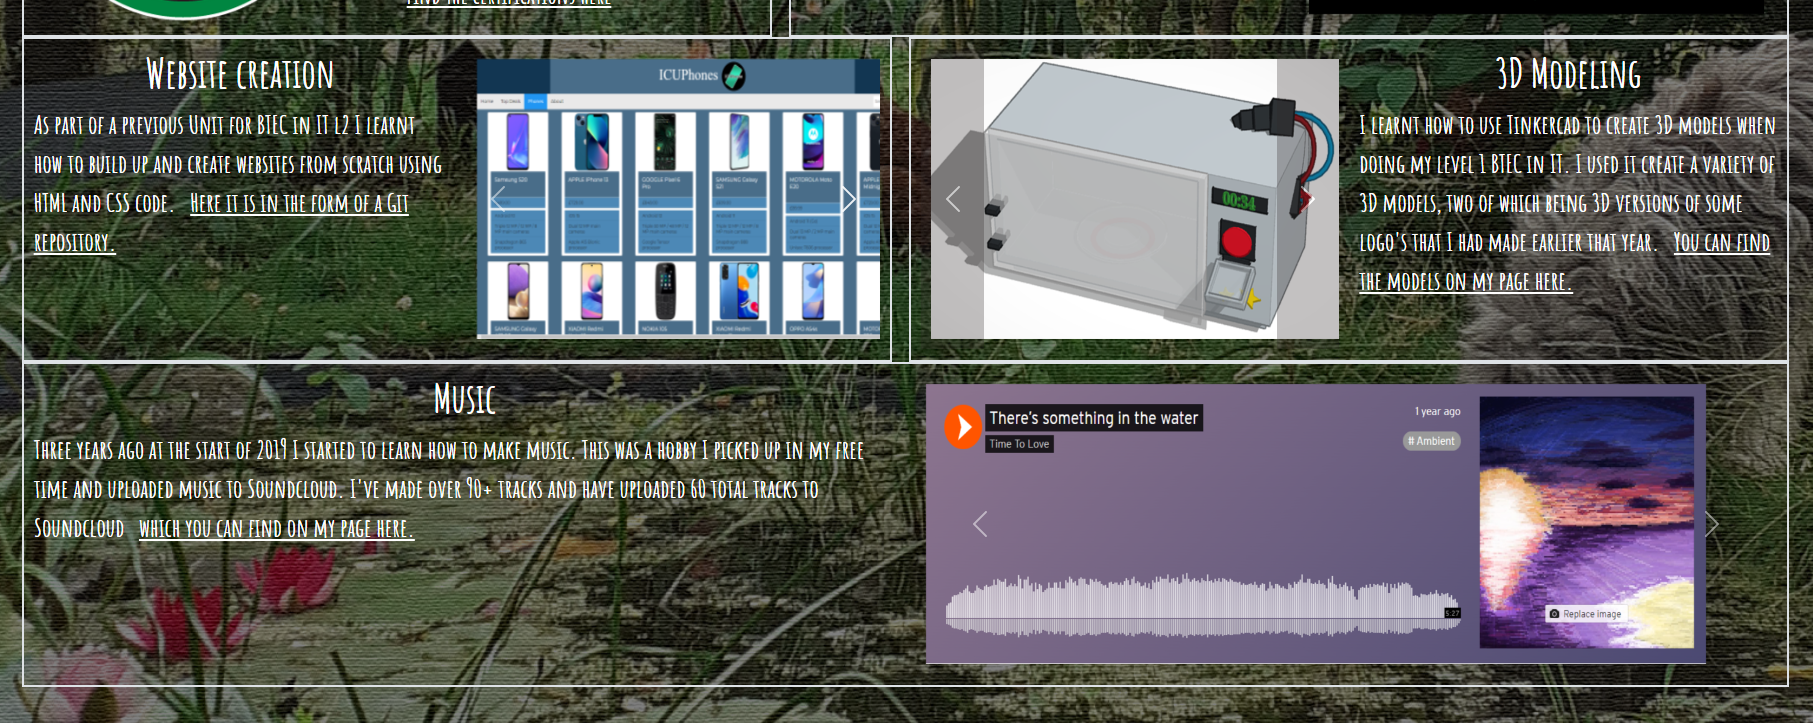 FIND THE CERTIFICATIONS HERE
WEBSITE CREATION
AS PART OF A PREVIOUS UNIT FOR BTEC IN IT L2 I LEARNT
HOW TO BUILD UP AND CREATE WEBSITES FROM SCRATCH USING
HTML AND CSS CODE. HERE IT IS IN THE FORM OF A GIT
REPOSITORY.
ICUPhones
Home Top Deals Phones About
Samsung S20
APPLE iPhone 13
GOOGLE Pixel 6
Pro
SAMSUNG Galaxy
S21
MOTOROLA Moto
E20
SAMSUNG Galaxy
XIAOMI Redmi
NOKIA 105
XIAOMI Redmi
OPPO A54s
00:34
3D MODELING
I LEARNT HOW TO USE TINKERCAD TO CREATE 3D MODELS WHEN
DOING MY LEVEL 1 BTEC IN IT. I USED IT CREATE A VARIETY OF
3D MODELS, TWO OF WHICH BEING 3D VERSIONS OF SOME
LOGO'S THAT I HAD MADE EARLIER THAT YEAR. YOU CAN FIND
THE MODELS ON MY PAGE HERE.
MUSIC
THREE YEARS AGO AT THE START OF 2019 I STARTED TO LEARN HOW TO MAKE MUSIC. THIS WAS A HOBBY I PICKED UP IN MY FREE
TIME AND UPLOADED MUSIC TO SOUNDCLOUD. I'VE MADE OVER 90+ TRACKS AND HAVE UPLOADED 60 TOTAL TRACKS TO
SOUNDCLOUD WHICH YOU CAN FIND ON MY PAGE HERE.
There's something in the water
Time To Love
1 year ago
# Ambient
5:27
Replace image